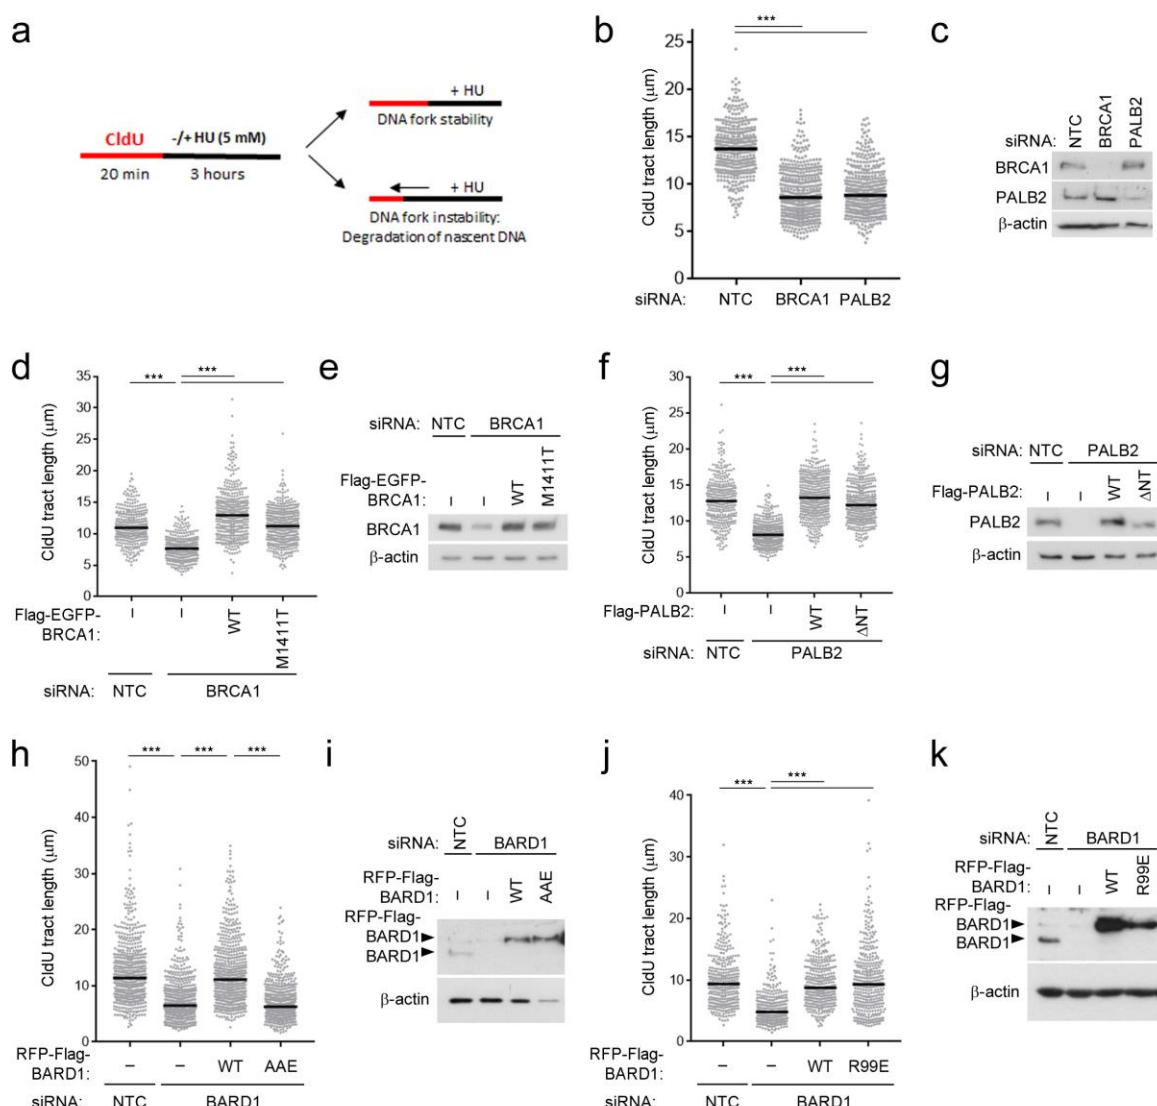 a
CldU
-/+ HU (5 mM)
20 min
3 hours
+ HU
DNA fork stability
+ HU
DNA fork instability:
Degradation of nascent DNA
b
***
CldU tract length (µm)
25
20
15
10
5
0
siRNA: NTC BRCA1 PALB2
c
siRNA: NTC BRCA1 PALB2
BRCA1
PALB2
β-actin
d
*** ***
CldU tract length (µm)
35
30
25
20
15
10
5
0
Flag-EGFP-
BRCA1: – – WT M1411T
siRNA: NTC BRCA1
e
siRNA: NTC BRCA1
Flag-EGFP-
BRCA1: – – WT M1411T
BRCA1
β-actin
f
*** ***
CldU tract length (µm)
30
25
20
15
10
5
0
Flag-PALB2: – – WT ΔNT
siRNA: NTC PALB2
g
siRNA: NTC PALB2
Flag-PALB2: – – WT ΔNT
PALB2
β-actin
h
*** *** ***
CldU tract length (µm)
50
40
30
20
10
0
RFP-Flag-
BARD1: – – WT AAE
siRNA: NTC BARD1
i
siRNA: NTC BARD1
RFP-Flag-
BARD1: – – WT AAE
RFP-Flag-
BARD1
BARD1
β-actin
j
*** ***
CldU tract length (µm)
40
30
20
10
0
RFP-Flag-
BARD1: – – WT R99E
siRNA: NTC BARD1
k
siRNA: NTC BARD1
RFP-Flag-
BARD1: – – WT R99E
RFP-Flag-
BARD1
BARD1
β-actin